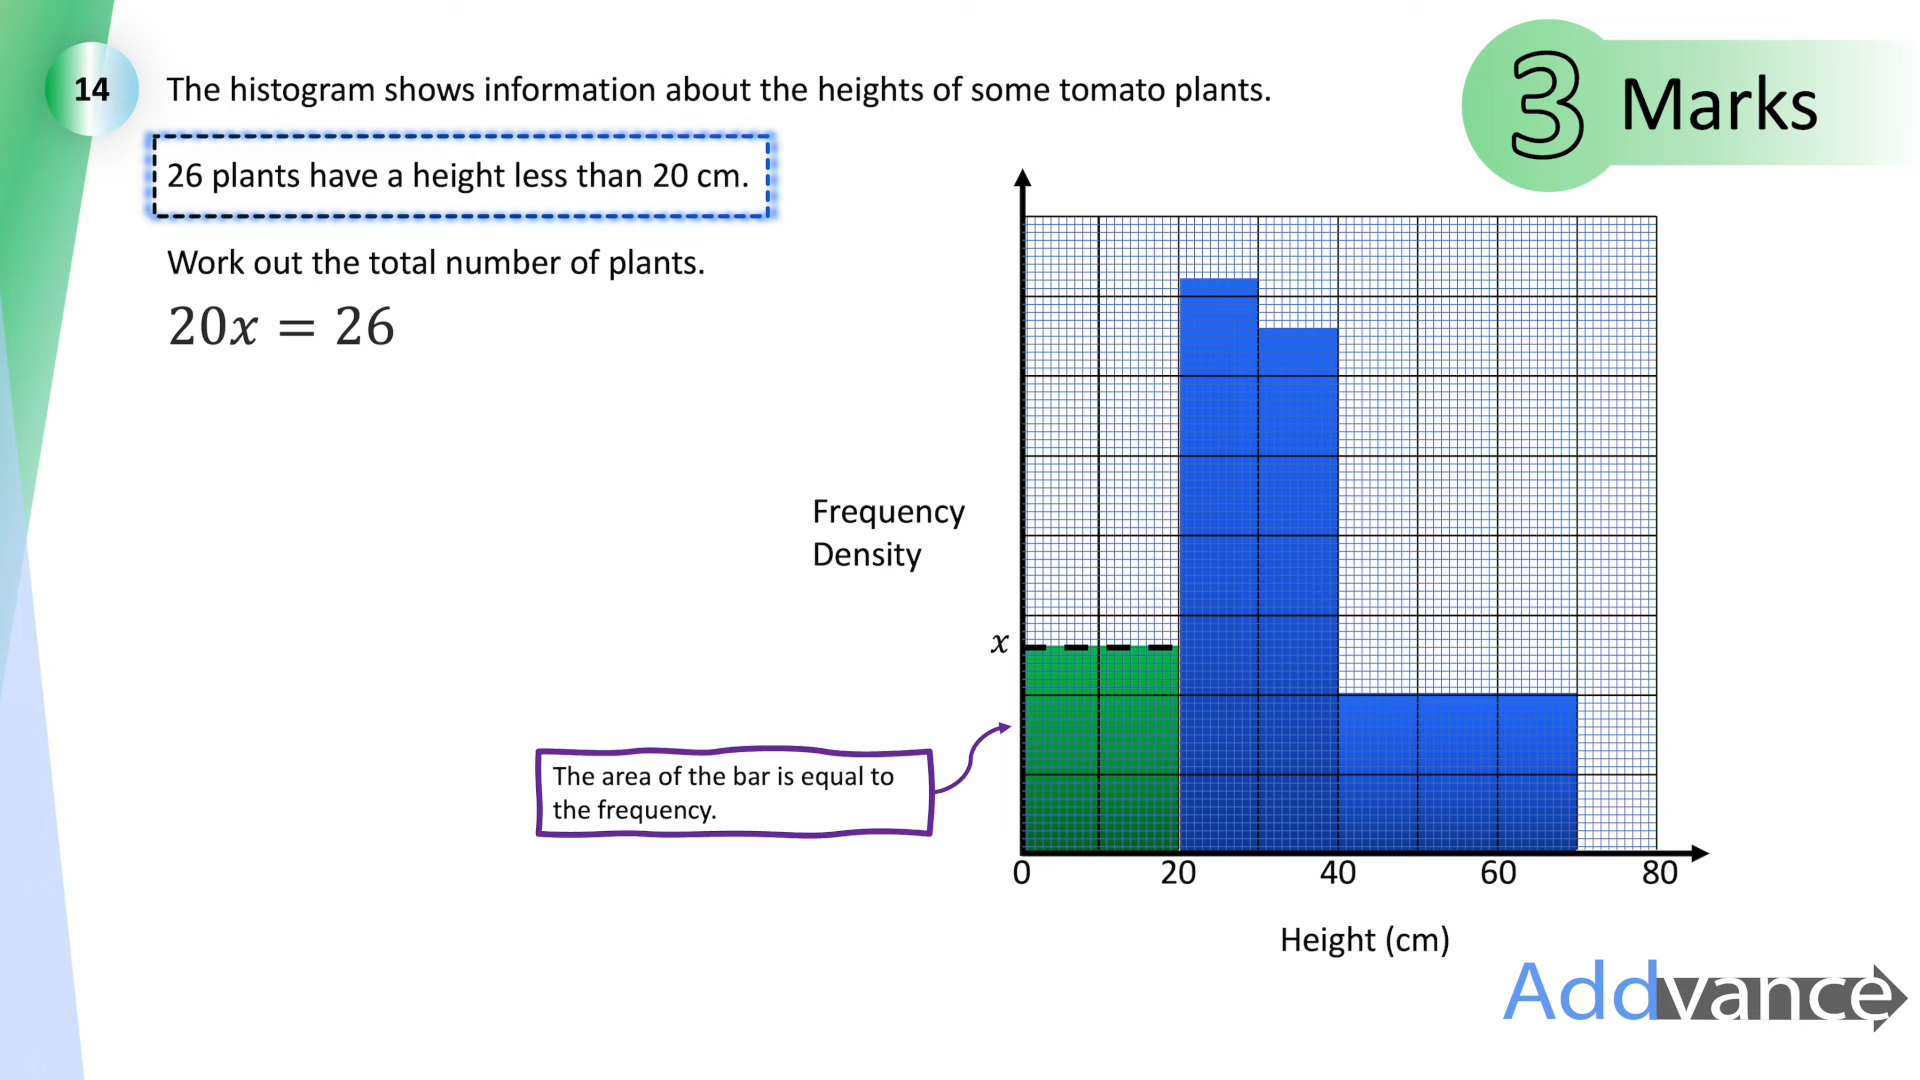 14
The histogram shows information about the heights of some tomato plants.
3 Marks
26 plants have a height less than 20 cm.
Work out the total number of plants.
20x = 26
Frequency
Density
x
The area of the bar is equal to
the frequency.
0 20 40 60 80
Height (cm)
Addvance